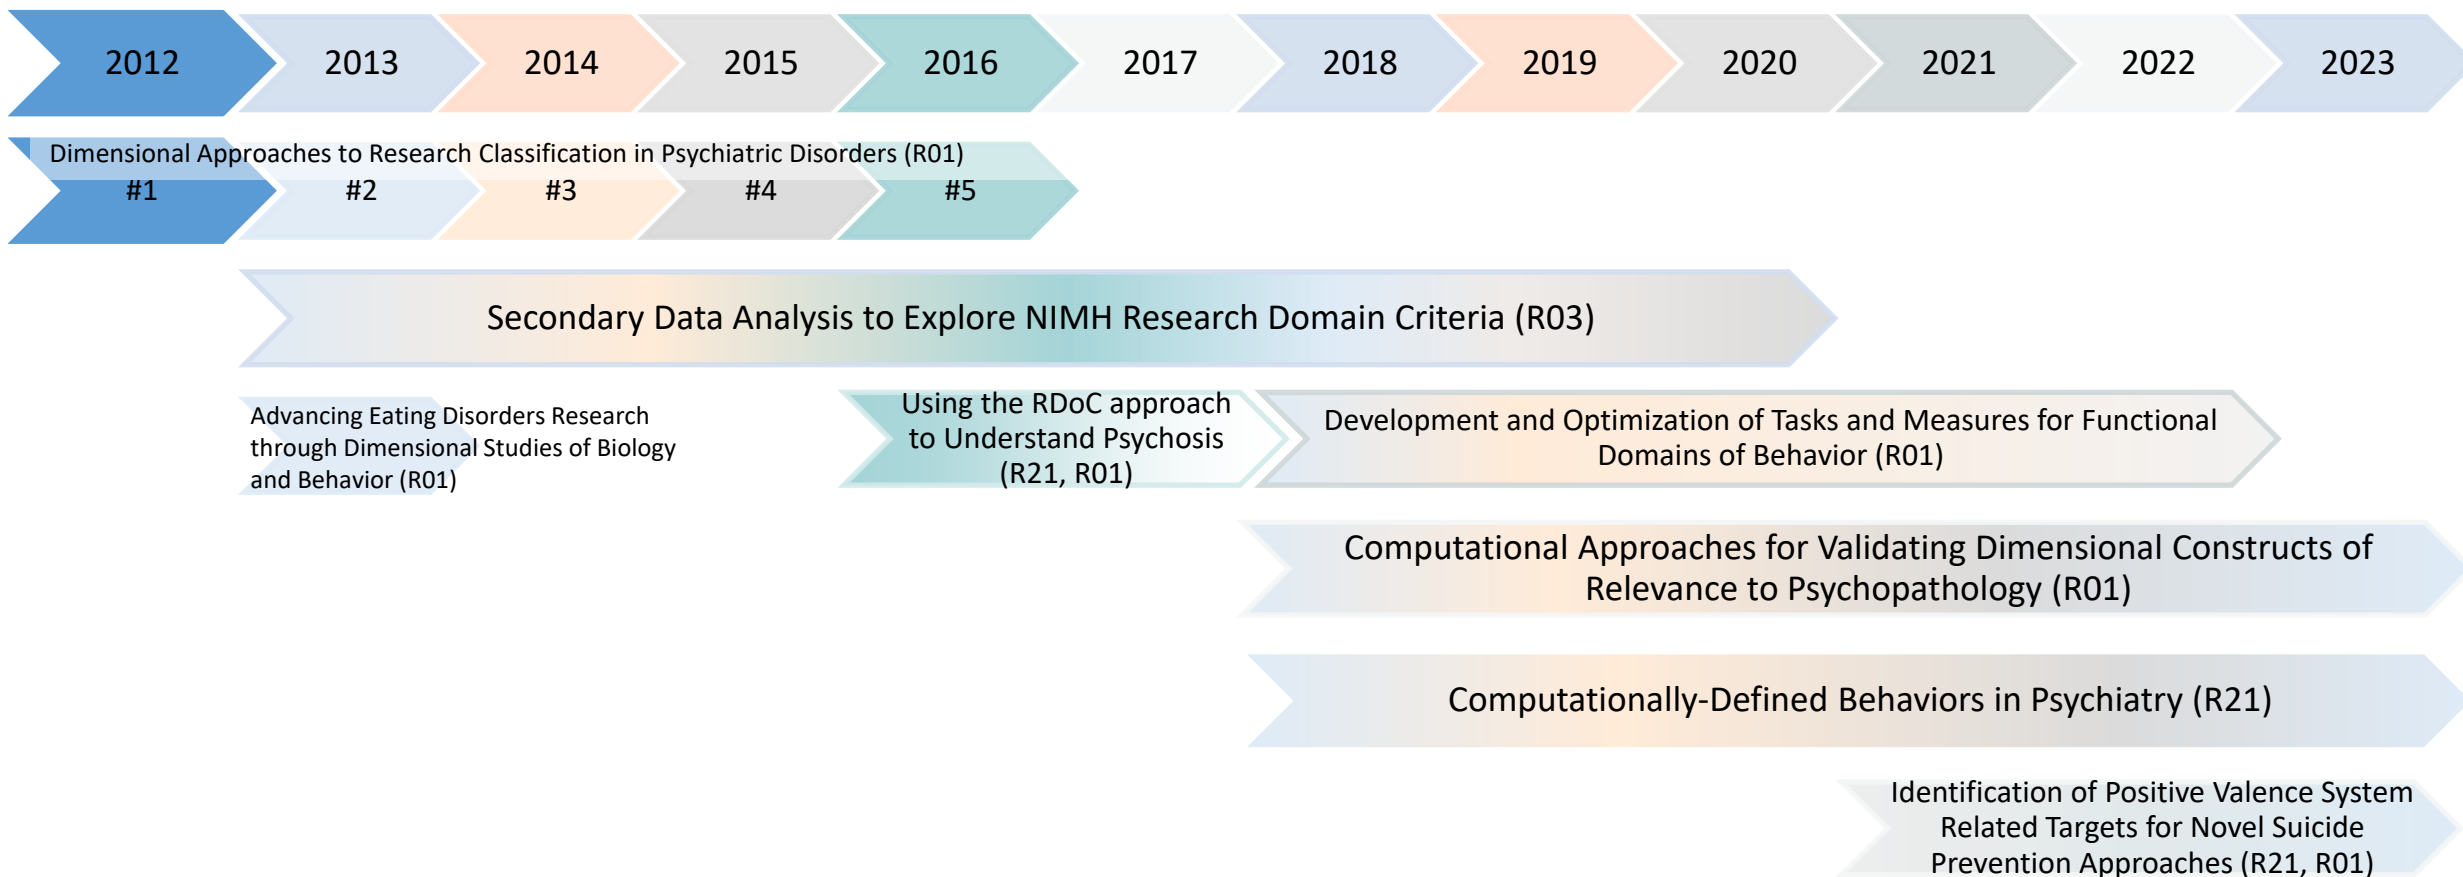 2012 2013 2014 2015 2016 2017 2018 2019 2020 2021 2022 2023
Dimensional Approaches to Research Classification in Psychiatric Disorders (R01)
#1 #2 #3 #4 #5
Secondary Data Analysis to Explore NIMH Research Domain Criteria (R03)
Advancing Eating Disorders Research
through Dimensional Studies of Biology
and Behavior (R01)
Using the RDoC approach
to Understand Psychosis
(R21, R01)
Development and Optimization of Tasks and Measures for Functional
Domains of Behavior (R01)
Computational Approaches for Validating Dimensional Constructs of
Relevance to Psychopathology (R01)
Computationally-Defined Behaviors in Psychiatry (R21)
Identification of Positive Valence System
Related Targets for Novel Suicide
Prevention Approaches (R21, R01)